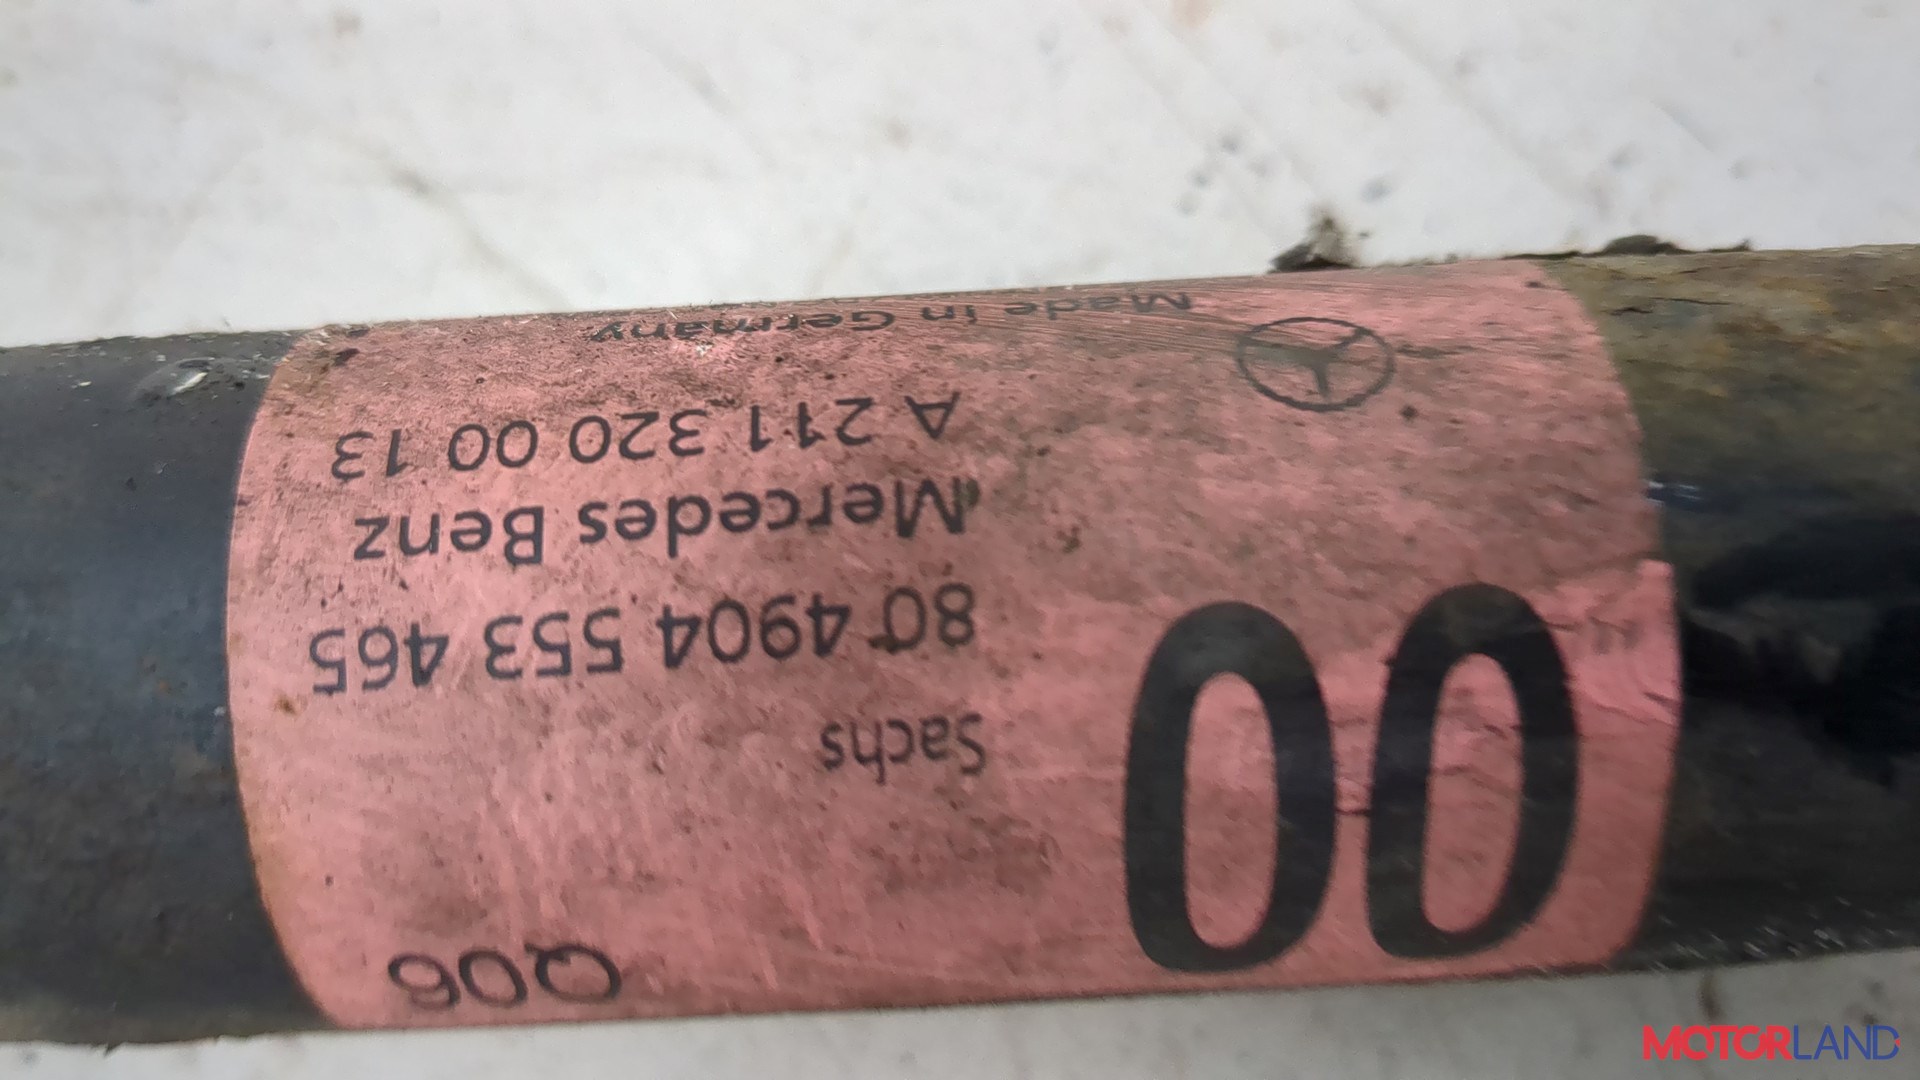 Q06
00
Sachs
80 4904 553 465
Mercedes Benz
A 211 320 00 13
Made in Germany
MOTORLAND